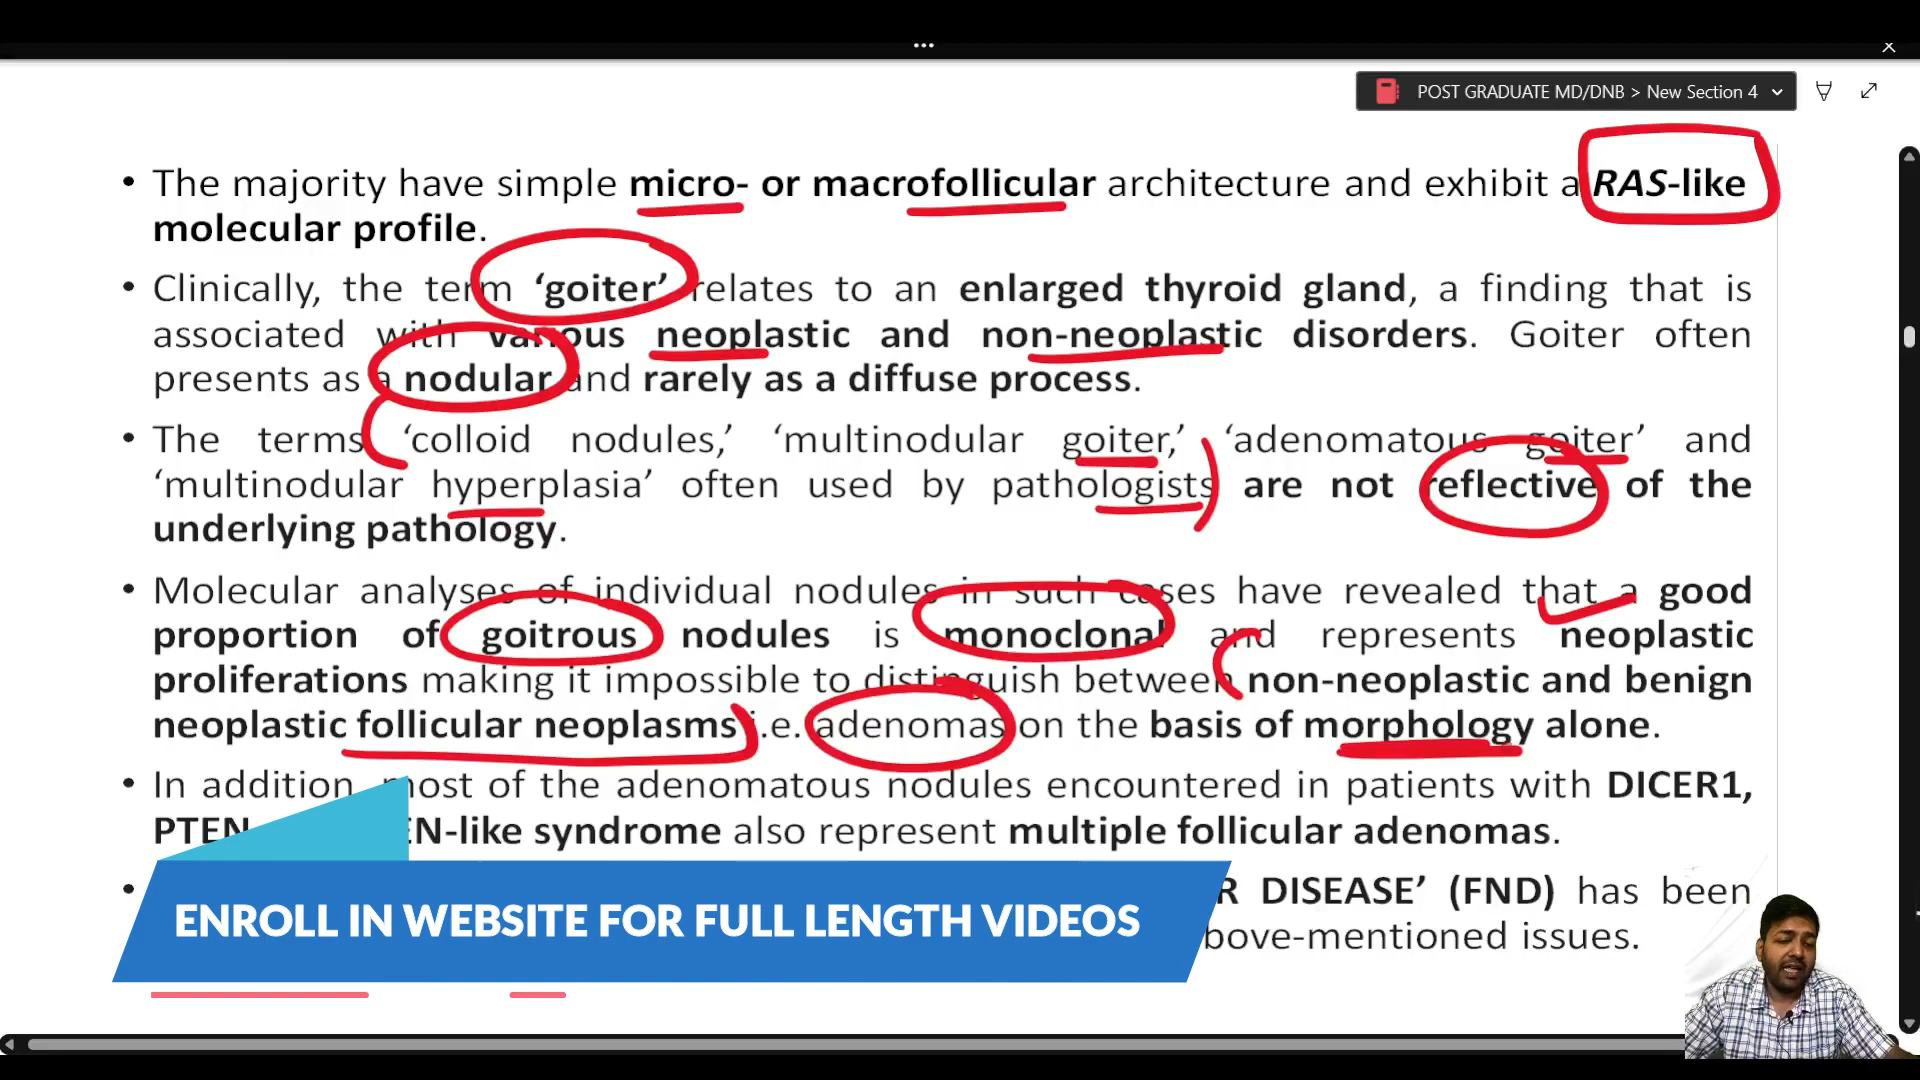 POST GRADUATE MD/DNB > New Section 4
• The majority have simple micro- or macrofollicular architecture and exhibit a RAS-like
molecular profile.
• Clinically, the term ‘goiter’ relates to an enlarged thyroid gland, a finding that is
associated with various neoplastic and non-neoplastic disorders. Goiter often
presents as a nodular and rarely as a diffuse process.
• The terms ‘colloid nodules,’ ‘multinodular goiter,’ ‘adenomatous goiter’ and
‘multinodular hyperplasia’ often used by pathologists are not reflective of the
underlying pathology.
• Molecular analyses of individual nodules in such cases have revealed that a good
proportion of goitrous nodules is monoclonal and represents neoplastic
proliferations making it impossible to distinguish between non-neoplastic and benign
neoplastic follicular neoplasms i.e. adenomas on the basis of morphology alone.
• In addition, most of the adenomatous nodules encountered in patients with DICER1,
PTEN EN-like syndrome also represent multiple follicular adenomas.
• R DISEASE’ (FND) has been
bove-mentioned issues.
ENROLL IN WEBSITE FOR FULL LENGTH VIDEOS